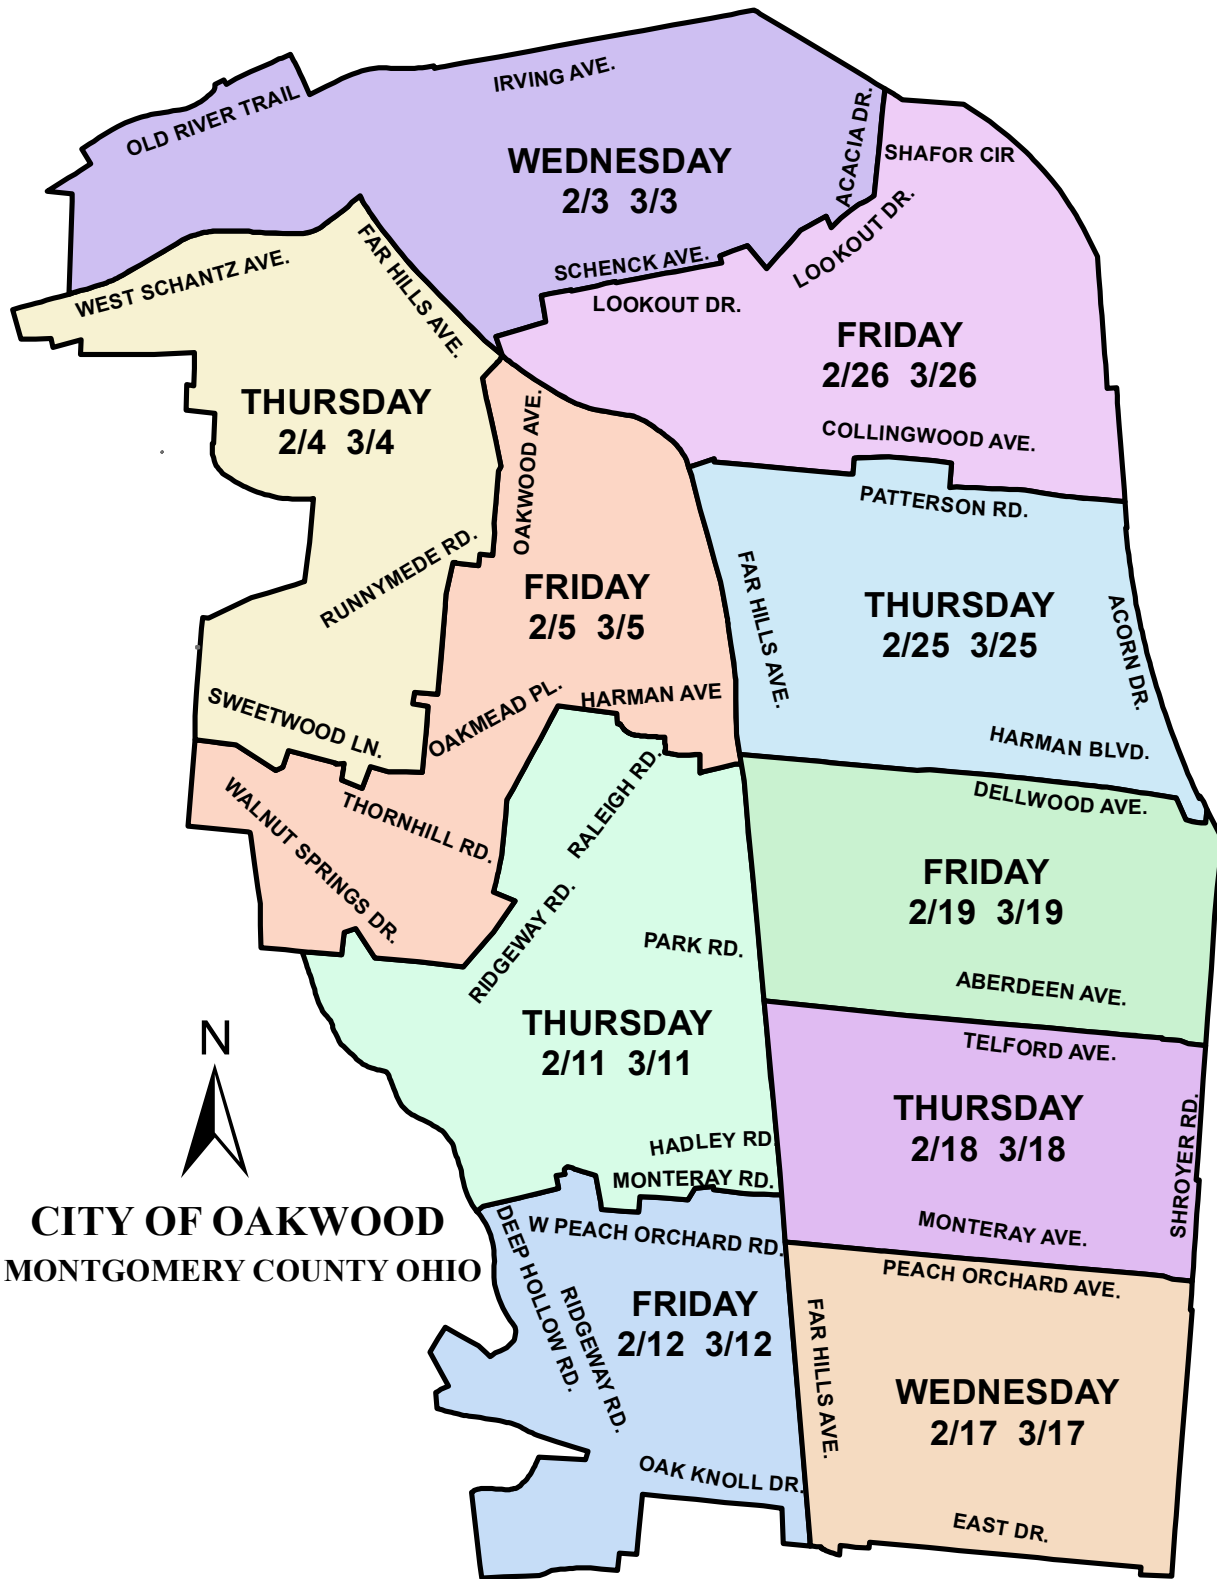 IRVING AVE.
OLD RIVER TRAIL
ACACIA DR.
SHAFOR CIR
WEDNESDAY
2/3 3/3
LOOKOUT DR.
FAR HILLS AVE.
SCHENCK AVE.
WEST SCHANTZ AVE.
LOOKOUT DR.
FRIDAY
2/26 3/26
THURSDAY
2/4 3/4
OAKWOOD AVE.
COLLINGWOOD AVE.
PATTERSON RD.
RUNNYMEDE RD.
FRIDAY
2/5 3/5
FAR HILLS AVE.
THURSDAY
2/25 3/25
ACORN DR.
SWEETWOOD LN.
OAKMEAD PL.
HARMAN AVE
HARMAN BLVD.
DELLWOOD AVE.
RALEIGH RD.
THORNHILL RD.
WALNUT SPRINGS DR.
FRIDAY
2/19 3/19
RIDGEWAY RD.
PARK RD.
ABERDEEN AVE.
THURSDAY
2/11 3/11
TELFORD AVE.
N
THURSDAY
2/18 3/18
SHROYER RD.
HADLEY RD.
MONTERAY RD.
CITY OF OAKWOOD
MONTGOMERY COUNTY OHIO
W PEACH ORCHARD RD.
MONTERAY AVE.
PEACH ORCHARD AVE.
DEEP HOLLOW RD.
RIDGEWAY RD.
FRIDAY
2/12 3/12
FAR HILLS AVE.
WEDNESDAY
2/17 3/17
OAK KNOLL DR.
EAST DR.